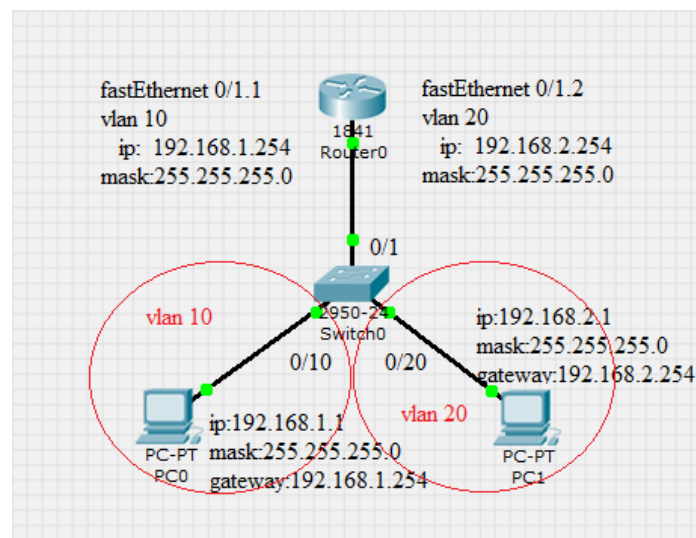 fastEthernet 0/1.1
vlan 10
ip: 192.168.1.254
mask:255.255.255.0
1841
Router0
fastEthernet 0/1.2
vlan 20
ip: 192.168.2.254
mask:255.255.255.0
0/1
2950-24
Switch0
vlan 10
0/10
0/20
ip:192.168.2.1
mask:255.255.255.0
gateway:192.168.2.254
vlan 20
PC-PT
PC0
ip:192.168.1.1
mask:255.255.255.0
gateway:192.168.1.254
PC-PT
PC1